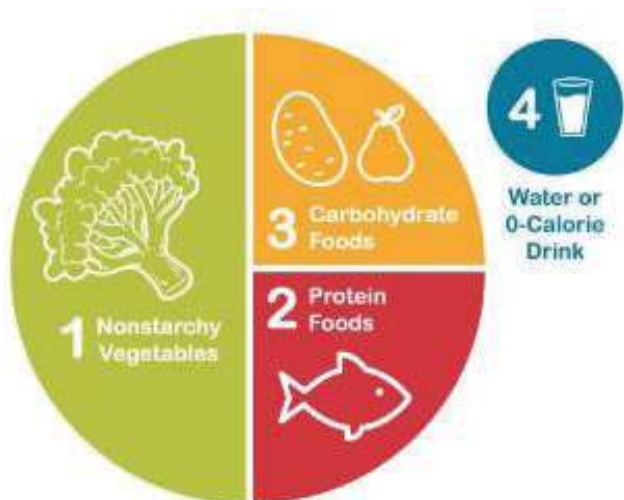 1 Nonstarchy
Vegetables
2 Protein
Foods
3 Carbohydrate
Foods
4
Water or
0-Calorie
Drink